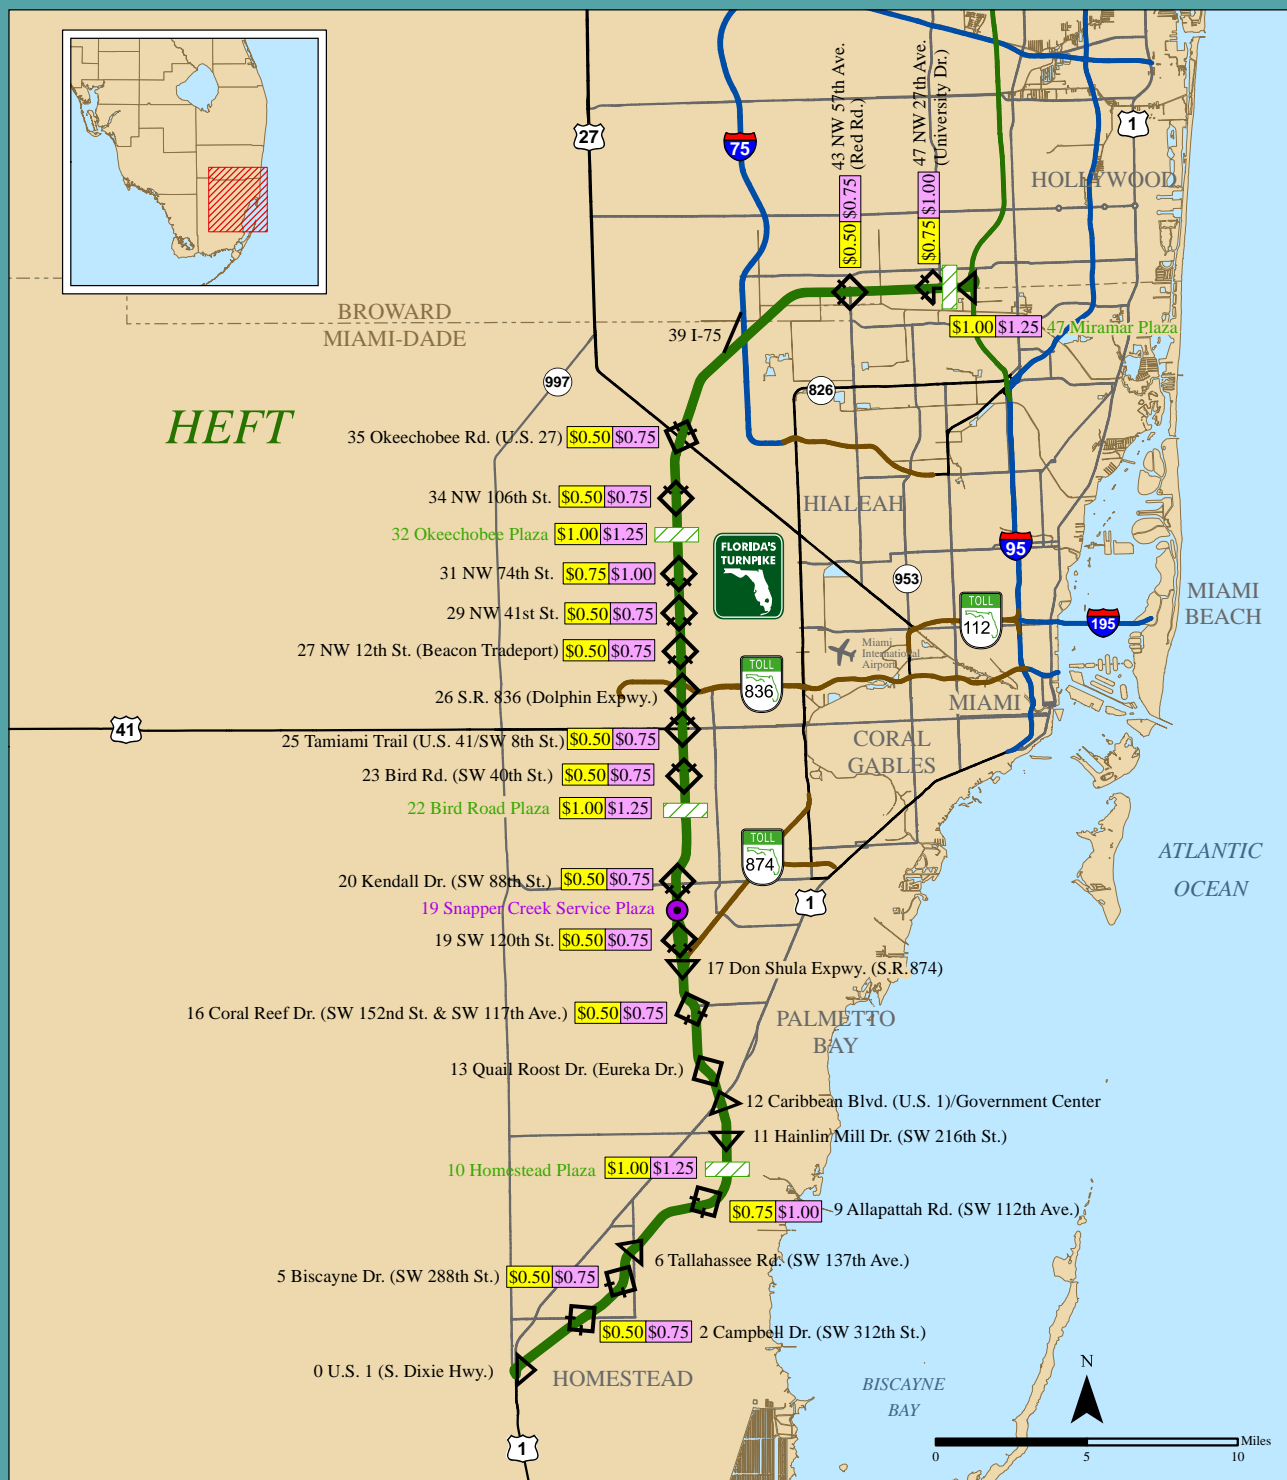 43 NW 57th Ave.
(Red Rd.)
$0.50 $0.75
47 NW 27th Ave.
(University Dr.)
$0.75 $1.00
27
75
1
HOLLYWOOD
BROWARD
MIAMI-DADE
39 I-75
$1.00 $1.25 47 Miramar Plaza
997
826
HEFT
35 Okeechobee Rd. (U.S. 27) $0.50 $0.75
34 NW 106th St. $0.50 $0.75
HIALEAH
32 Okeechobee Plaza $1.00 $1.25
FLORIDA'S
TURNPIKE
95
31 NW 74th St. $0.75 $1.00
953
MIAMI
BEACH
29 NW 41st St. $0.50 $0.75
TOLL
112
195
27 NW 12th St. (Beacon Tradeport) $0.50 $0.75
Miami
International
Airport
TOLL
836
26 S.R. 836 (Dolphin Expwy.)
MIAMI
41
25 Tamiami Trail (U.S. 41/SW 8th St.) $0.50 $0.75
CORAL
GABLES
23 Bird Rd. (SW 40th St.) $0.50 $0.75
22 Bird Road Plaza $1.00 $1.25
TOLL
874
ATLANTIC
OCEAN
20 Kendall Dr. (SW 88th St.) $0.50 $0.75
1
19 Snapper Creek Service Plaza
19 SW 120th St. $0.50 $0.75
17 Don Shula Expwy. (S.R.874)
16 Coral Reef Dr. (SW 152nd St. & SW 117th Ave.) $0.50 $0.75
PALMETTO
BAY
13 Quail Roost Dr. (Eureka Dr.)
12 Caribbean Blvd. (U.S. 1)/Government Center
11 Hainlin Mill Dr. (SW 216th St.)
10 Homestead Plaza $1.00 $1.25
$0.75 $1.00 9 Allapattah Rd. (SW 112th Ave.)
6 Tallahassee Rd. (SW 137th Ave.)
5 Biscayne Dr. (SW 288th St.) $0.50 $0.75
$0.50 $0.75 2 Campbell Dr. (SW 312th St.)
0 U.S. 1 (S. Dixie Hwy.)
HOMESTEAD
BISCAYNE
BAY
N
1
Miles
0 5 10